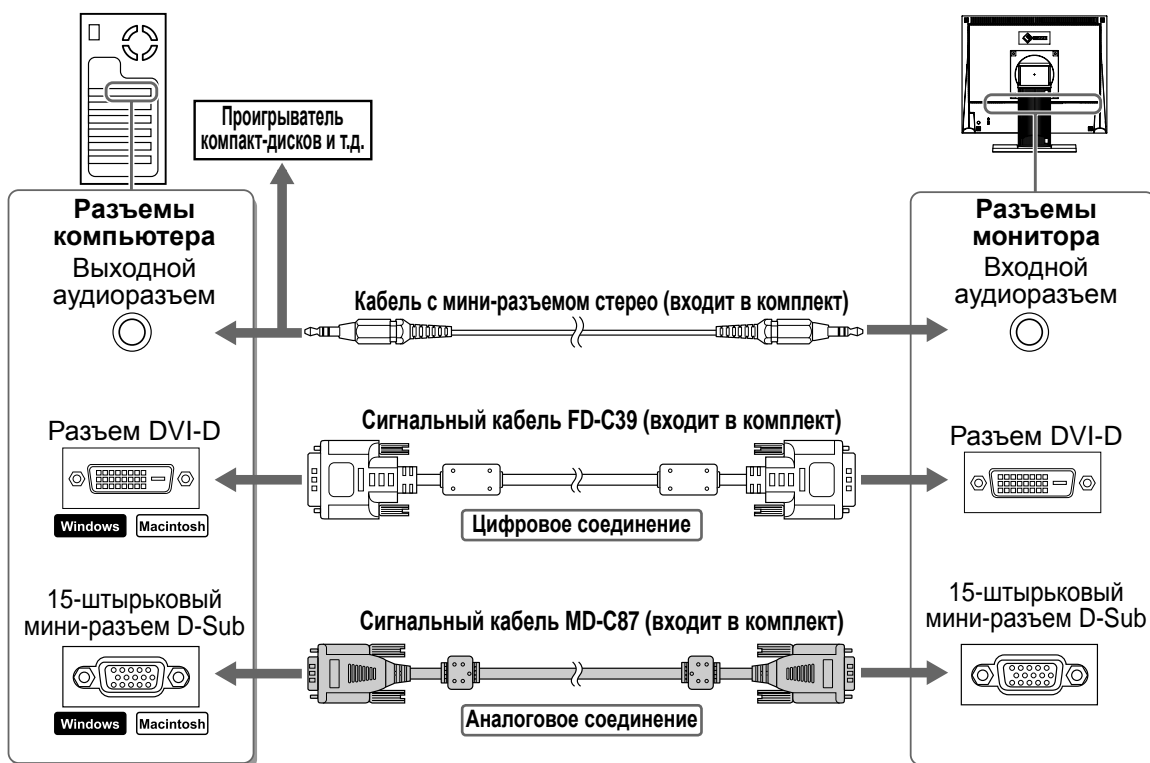 Проигрыватель
компакт-дисков и т.д.
Разъемы
компьютера
Выходной
аудиоразъем
Кабель с мини-разъемом стерео (входит в комплект)
Разъемы
монитора
Входной
аудиоразъем
Разъем DVI-D
Windows Macintosh
Сигнальный кабель FD-C39 (входит в комплект)
Цифровое соединение
Разъем DVI-D
15-штырьковый
мини-разъем D-Sub
Windows Macintosh
Сигнальный кабель MD-C87 (входит в комплект)
Аналоговое соединение
15-штырьковый
мини-разъем D-Sub